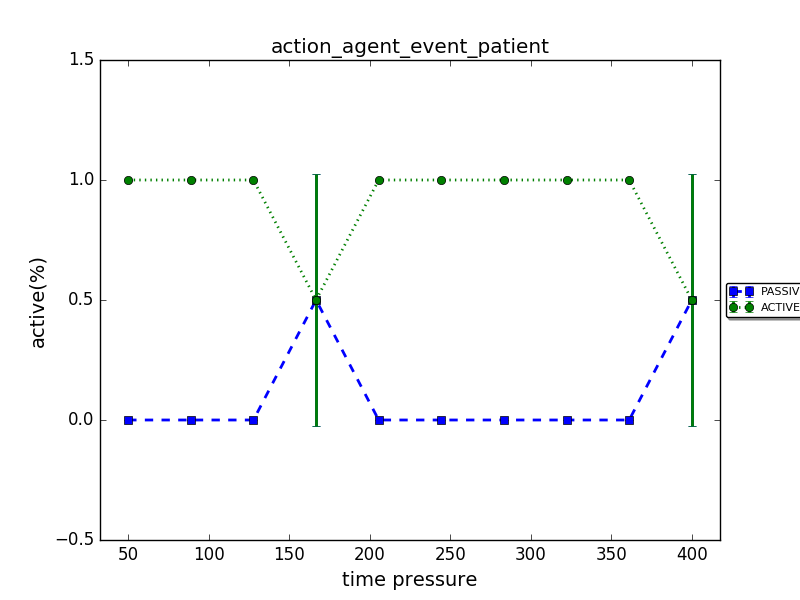 action_agent_event_patient
1.5
1.0
0.5
0.0
−0.5
active(%)
50 100 150 200 250 300 350 400
time pressure
PASSIV
ACTIVE